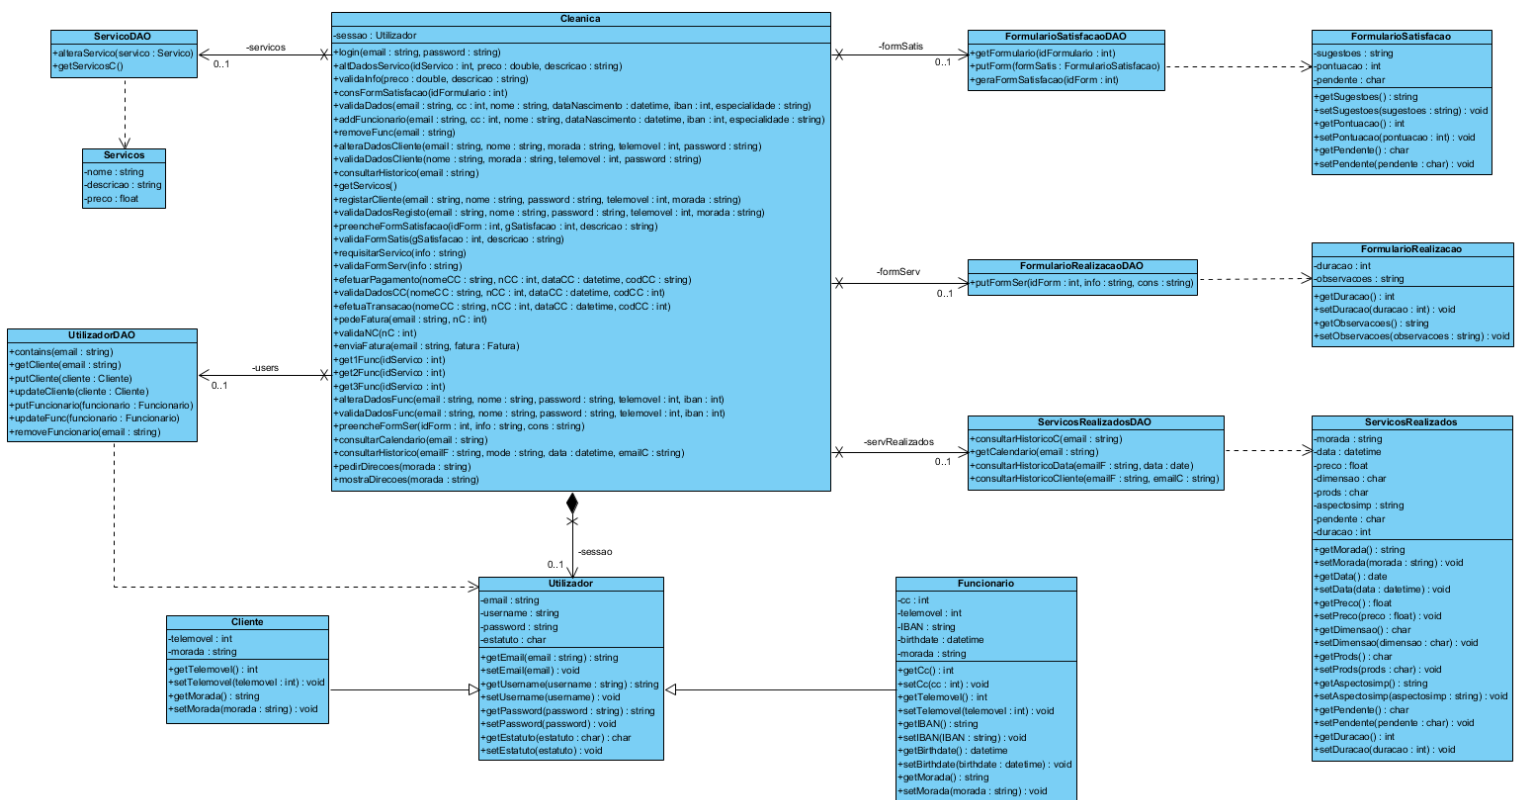 ServicoDAO
+alteraServico(servico : Servico)
+getServicosC()
-servicos
0..1
Servicos
-nome : string
-descricao : string
-preco : float
Cleanica
-sessao : Utilizador
+login(email : string, password : string)
+altDadosServico(idServico : int, preco : double, descricao : string)
+validaInfo(preco : double, descricao : string)
+consFormSatisfacao(idFormulario : int)
+validaDados(email : string, cc : int, nome : string, dataNascimento : datetime, iban : int, especialidade : string)
+addFuncionario(email : string, cc : int, nome : string, dataNascimento : datetime, iban : int, especialidade : string)
+removeFunc(email : string)
+alteraDadosCliente(email : string, nome : string, morada : string, telemovel : int, password : string)
+validaDadosCliente(nome : string, morada : string, telemovel : int, password : string)
+consultarHistorico(email : string)
+getServicos()
+registarCliente(email : string, nome : string, password : string, telemovel : int, morada : string)
+validaDadosRegisto(email : string, nome : string, password : string, telemovel : int, morada : string)
+preencheFormSatisfacao(idForm : int, gSatisfacao : int, descricao : string)
+validaFormSatis(gSatisfacao : int, descricao : string)
+requisitarServico(info : string)
+validaFormServ(info : string)
+efetuarPagamento(nomeCC : string, nCC : int, dataCC : datetime, codCC : string)
+validaDadosCC(nomeCC : string, nCC : int, dataCC : datetime, codCC : int)
+efetuaTransacao(nomeCC : string, nCC : int, dataCC : datetime, codCC : int)
+pedeFatura(email : string, nC : int)
+validaNC(nC : int)
+enviaFatura(email : string, fatura : Fatura)
+get1Func(idServico : int)
+get2Func(idServico : int)
+get3Func(idServico : int)
+alteraDadosFunc(email : string, nome : string, password : string, telemovel : int, iban : int)
+validaDadosFunc(email : string, nome : string, password : string, telemovel : int, iban : int)
+preencheFormSer(idForm : int, info : string, cons : string)
+consultarCalendario(email : string)
+consultarHistorico(emailF : string, mode : string, data : datetime, emailC : string)
+pedirDirecoes(morada : string)
+mostraDirecoes(morada : string)
-formSatis
0..1
FormularioSatisfacaoDAO
+getFormulario(idFormulario : int)
+putForm(formSatis : FormularioSatisfacao)
+geraFormSatisfacao(idForm : int)
FormularioSatisfacao
-sugestoes : string
-pontuacao : int
-pendente : char
+getSugestoes() : string
+setSugestoes(sugestoes : string) : void
+getPontuacao() : int
+setPontuacao(pontuacao : int) : void
+getPendente() : char
+setPendente(pendente : char) : void
-formServ
0..1
FormularioRealizacaoDAO
+putFormSer(idForm : int, info : string, cons : string)
FormularioRealizacao
-duracao : int
-observacoes : string
+getDuracao() : int
+setDuracao(duracao : int) : void
+getObservacoes() : string
+setObservacoes(observacoes : string) : void
UtilizadorDAO
+contains(email : string)
+getCliente(email : string)
+putCliente(cliente : Cliente)
+updateCliente(cliente : Cliente)
+putFuncionario(funcionario : Funcionario)
+updateFunc(funcionario : Funcionario)
+removeFuncionario(email : string)
-users
0..1
-servRealizados
0..1
ServicosRealizadosDAO
+consultarHistoricoC(email : string)
+getCalendario(email : string)
+consultarHistoricoData(emailF : string, data : date)
+consultarHistoricoCliente(emailF : string, emailC : string)
ServicosRealizados
-morada : string
-data : datetime
-preco : float
-dimensao : char
-prods : char
-aspectosimp : string
-pendente : char
-duracao : int
+getMorada() : string
+setMorada(morada : string) : void
+getData() : date
+setData(data : datetime) : void
+getPreco() : float
+setPreco(preco : float) : void
+getDimensao() : char
+setDimensao(dimensao : char) : void
+getProds() : char
+setProds(prods : char) : void
+getAspectosimp() : string
+setAspectosimp(aspectosimp : string) : void
+getPendente() : char
+setPendente(pendente : char) : void
+getDuracao() : int
+setDuracao(duracao : int) : void
-sessao
0..1
Utilizador
-email : string
-username : string
-password : string
-estatuto : char
+getEmail(email : string) : string
+setEmail(email) : void
+getUsername(username : string) : string
+setUsername(username) : void
+getPassword(password : string) : string
+setPassword(password) : void
+getEstatuto(estatuto : char) : char
+setEstatuto(estatuto) : void
Cliente
-telemovel : int
-morada : string
+getTelemovel() : int
+setTelemovel(telemovel : int) : void
+getMorada() : string
+setMorada(morada : string) : void
Funcionario
-cc : int
-telemovel : int
-IBAN : string
-birthdate : datetime
-morada : string
+getCc() : int
+setCc(cc : int) : void
+getTelemovel() : int
+setTelemovel(telemovel : int) : void
+getIBAN() : string
+setIBAN(IBAN : string) : void
+getBirthdate() : datetime
+setBirthdate(birthdate : datetime) : void
+getMorada() : string
+setMorada(morada : string) : void